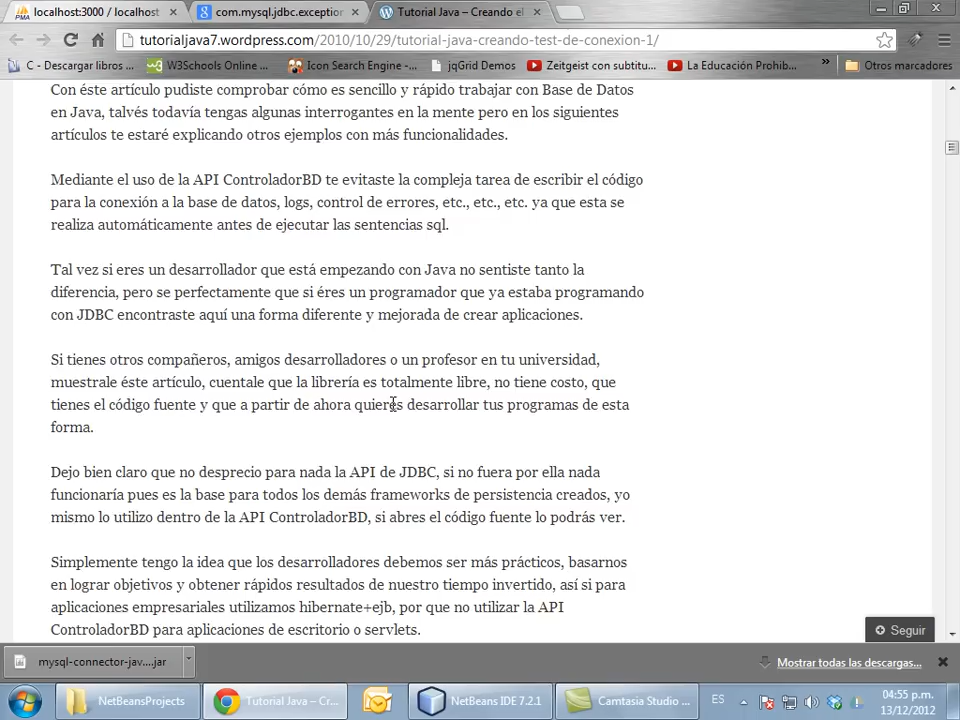 localhost:3000 / localhost
com.mysql.jdbc.exception
Tutorial Java – Creando el
tutorialjava7.wordpress.com/2010/10/29/tutorial-java-creando-test-de-conexion-1/
C - Descargar libros ...
W3Schools Online ...
Icon Search Engine -...
jqGrid Demos
Zeitgeist con subtitu...
La Educación Prohib...
»
Otros marcadores
Con éste artículo pudiste comprobar cómo es sencillo y rápido trabajar con Base de Datos
en Java, talvés todavía tengas algunas interrogantes en la mente pero en los siguientes
artículos te estaré explicando otros ejemplos con más funcionalidades.
Mediante el uso de la API ControladorBD te evitaste la compleja tarea de escribir el código
para la conexión a la base de datos, logs, control de errores, etc., etc., etc. ya que esta se
realiza automáticamente antes de ejecutar las sentencias sql.
Tal vez si eres un desarrollador que está empezando con Java no sentiste tanto la
diferencia, pero se perfectamente que si éres un programador que ya estaba programando
con JDBC encontraste aquí una forma diferente y mejorada de crear aplicaciones.
Si tienes otros compañeros, amigos desarrolladores o un profesor en tu universidad,
muestrale éste artículo, cuentale que la librería es totalmente libre, no tiene costo, que
tienes el código fuente y que a partir de ahora quieres desarrollar tus programas de esta
forma.
Dejo bien claro que no desprecio para nada la API de JDBC, si no fuera por ella nada
funcionaría pues es la base para todos los demás frameworks de persistencia creados, yo
mismo lo utilizo dentro de la API ControladorBD, si abres el código fuente lo podrás ver.
Simplemente tengo la idea que los desarrolladores debemos ser más prácticos, basarnos
en lograr objetivos y obtener rápidos resultados de nuestro tiempo invertido, así si para
aplicaciones empresariales utilizamos hibernate+ejb, por que no utilizar la API
ControladorBD para aplicaciones de escritorio o servlets.
Seguir
mysql-connector-jav....jar
Mostrar todas las descargas...
NetBeansProjects
Tutorial Java – Cr...
NetBeans IDE 7.2.1
Camtasia Studio ...
ES
04:55 p.m.
13/12/2012